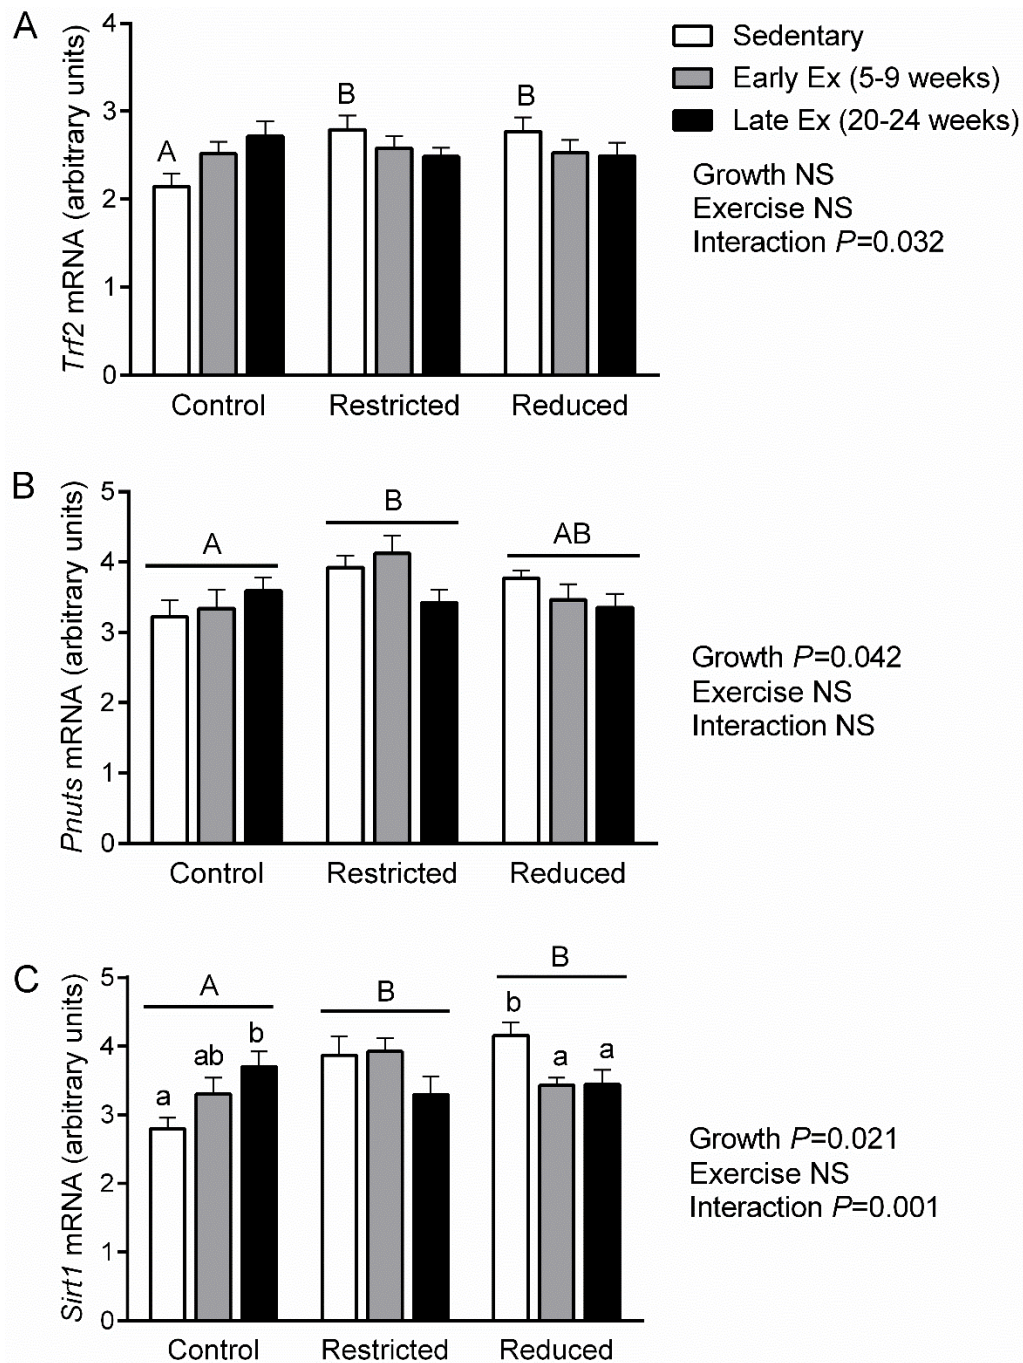 A
Trf2 mRNA (arbitrary units)
4
3
2
1
0
A
B
B
Control
Restricted
Reduced
Sedentary
Early Ex (5-9 weeks)
Late Ex (20-24 weeks)
Growth NS
Exercise NS
Interaction P=0.032
B
Pnuts mRNA (arbitrary units)
5
4
3
2
1
0
A
B
AB
Control
Restricted
Reduced
Growth P=0.042
Exercise NS
Interaction NS
C
Sirt1 mRNA (arbitrary units)
5
4
3
2
1
0
A
a
ab
b
B
B
b
a
a
Control
Restricted
Reduced
Growth P=0.021
Exercise NS
Interaction P=0.001